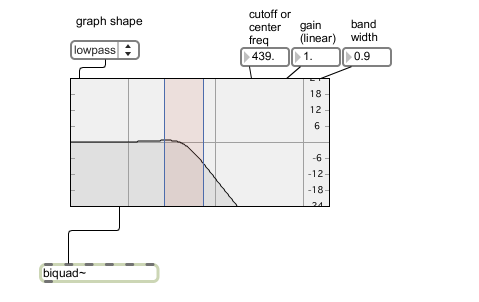 graph shape
cutoff or
center
freq
gain
(linear)
band
width
lowpass
439.
1.
0.9
18
12
6
-6
-12
-18
biquad~